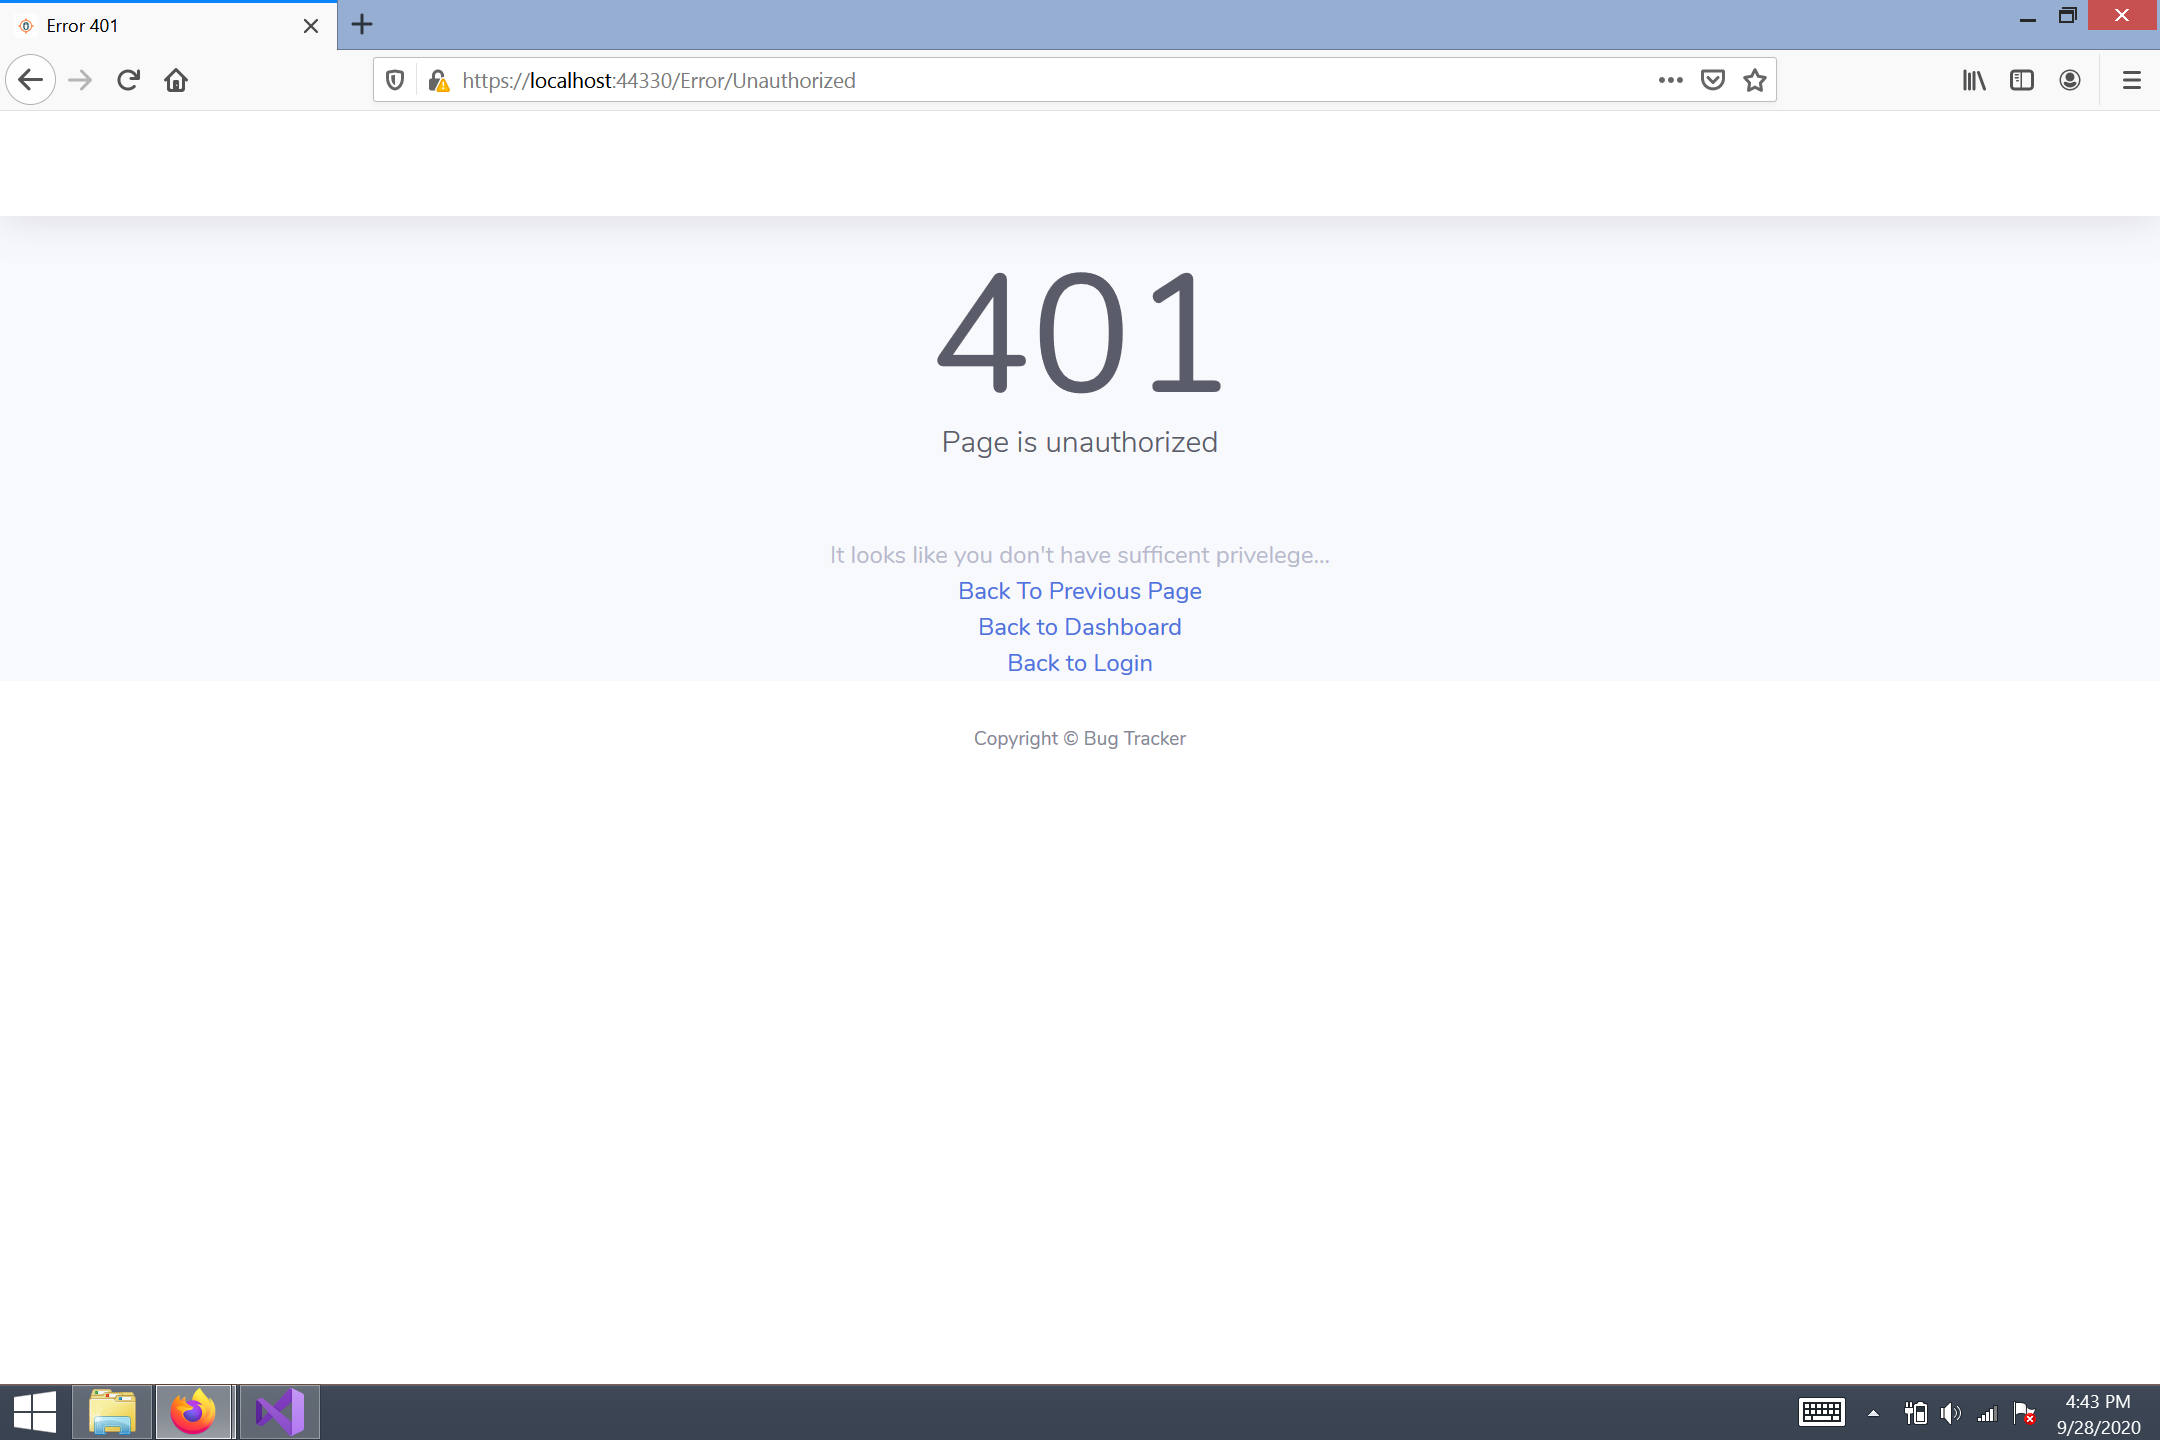 Error 401
https://localhost:44330/Error/Unauthorized
401
Page is unauthorized
It looks like you don't have sufficent privelege...
Back To Previous Page
Back to Dashboard
Back to Login
Copyright © Bug Tracker
4:43 PM
9/28/2020